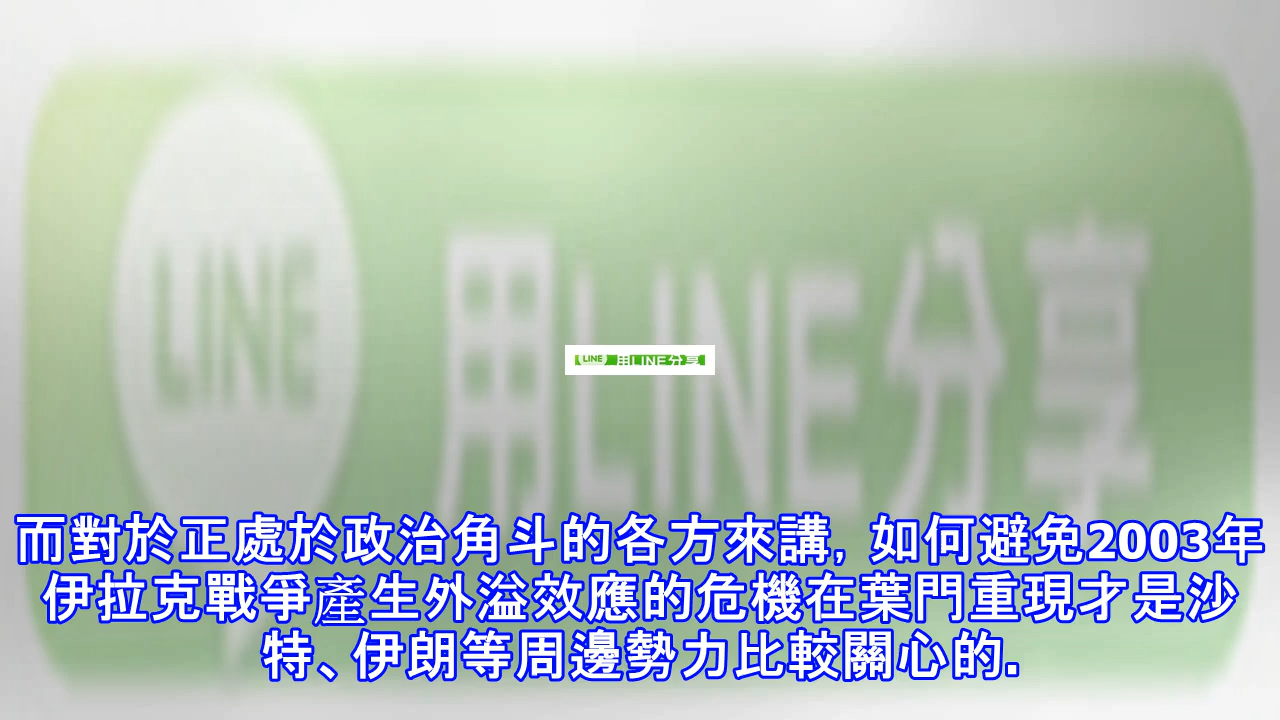 LINE
用LINE分享
LINE 用LINE分享
而對於正處於政治角斗的各方來講, 如何避免2003年
伊拉克戰爭產生外溢效應的危機在葉門重現才是沙
特、伊朗等周邊勢力比較關心的.